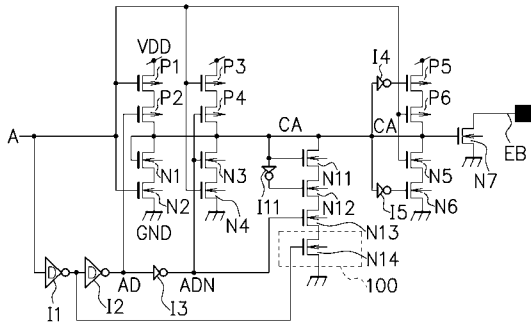 VDD
P1
P3
I4
P5
P2
P4
P6
A
CA
CA
EB
N1
N3
N11
N5
N7
I11
N2
N12
I5
N6
GND
N4
N13
N14
D
D
I1
I2
AD
I3
ADN
100